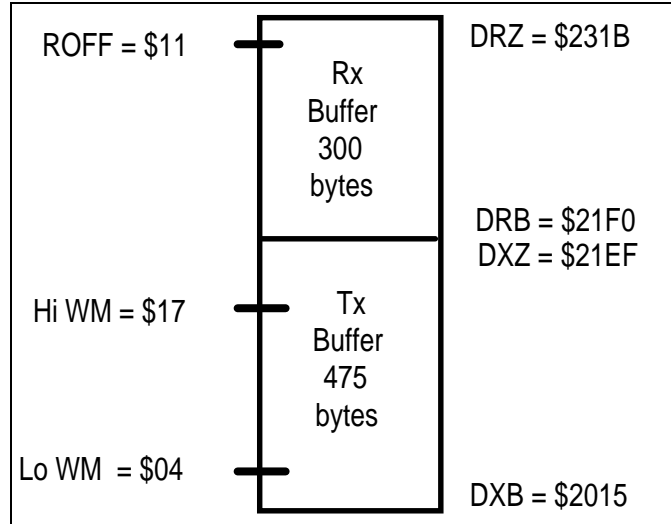 ROFF = $11
DRZ = $231B
Rx
Buffer
300
bytes
DRB = $21F0
DXZ = $21EF
Hi WM = $17
Tx
Buffer
475
bytes
Lo WM = $04
DXB = $2015